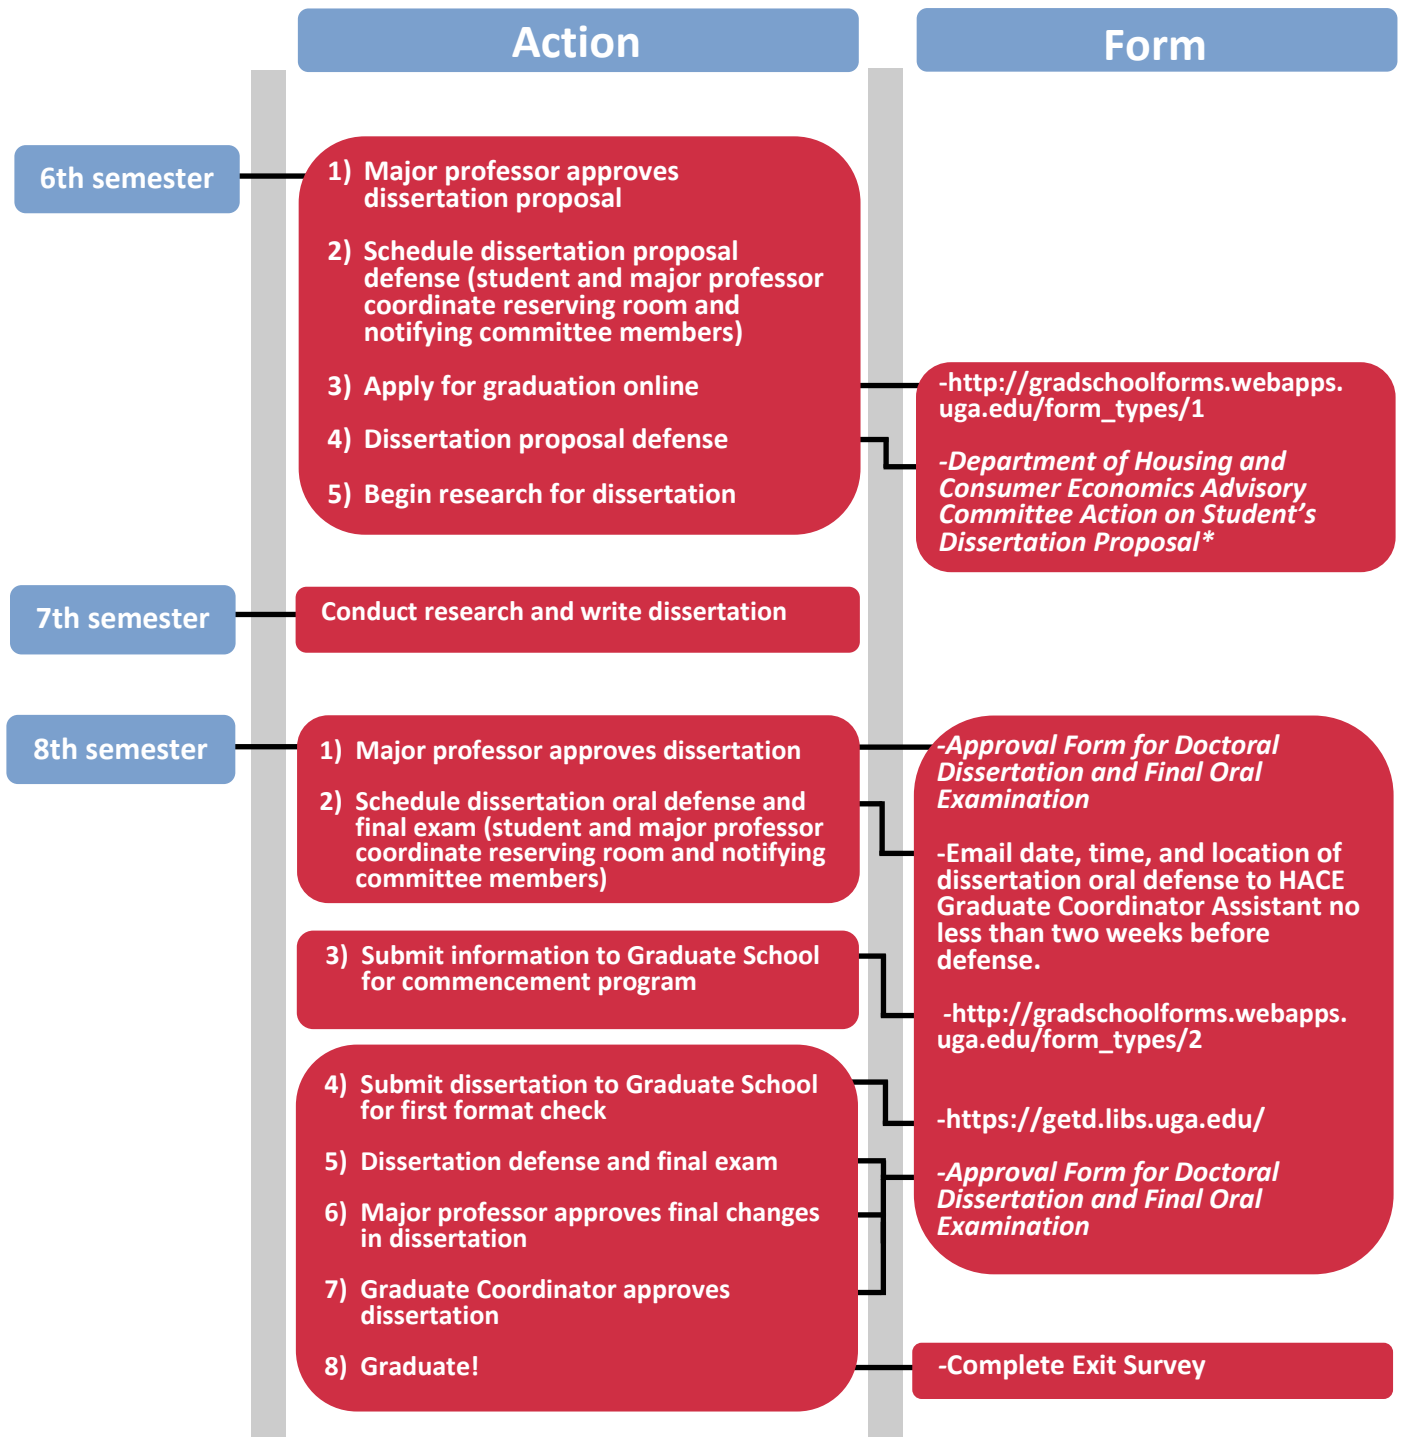 Action
Form
6th semester
1) Major professor approves
dissertation proposal
2) Schedule dissertation proposal
defense (student and major professor
coordinate reserving room and
notifying committee members)
3) Apply for graduation online
4) Dissertation proposal defense
5) Begin research for dissertation
-http://gradschoolforms.webapps.
uga.edu/form_types/1
-Department of Housing and
Consumer Economics Advisory
Committee Action on Student’s
Dissertation Proposal*
7th semester
Conduct research and write dissertation
8th semester
1) Major professor approves dissertation
2) Schedule dissertation oral defense and
final exam (student and major professor
coordinate reserving room and notifying
committee members)
3) Submit information to Graduate School
for commencement program
4) Submit dissertation to Graduate School
for first format check
5) Dissertation defense and final exam
6) Major professor approves final changes
in dissertation
7) Graduate Coordinator approves
dissertation
8) Graduate!
-Approval Form for Doctoral
Dissertation and Final Oral
Examination
-Email date, time, and location of
dissertation oral defense to HACE
Graduate Coordinator Assistant no
less than two weeks before
defense.
-http://gradschoolforms.webapps.
uga.edu/form_types/2
-https://getd.libs.uga.edu/
-Approval Form for Doctoral
Dissertation and Final Oral
Examination
-Complete Exit Survey